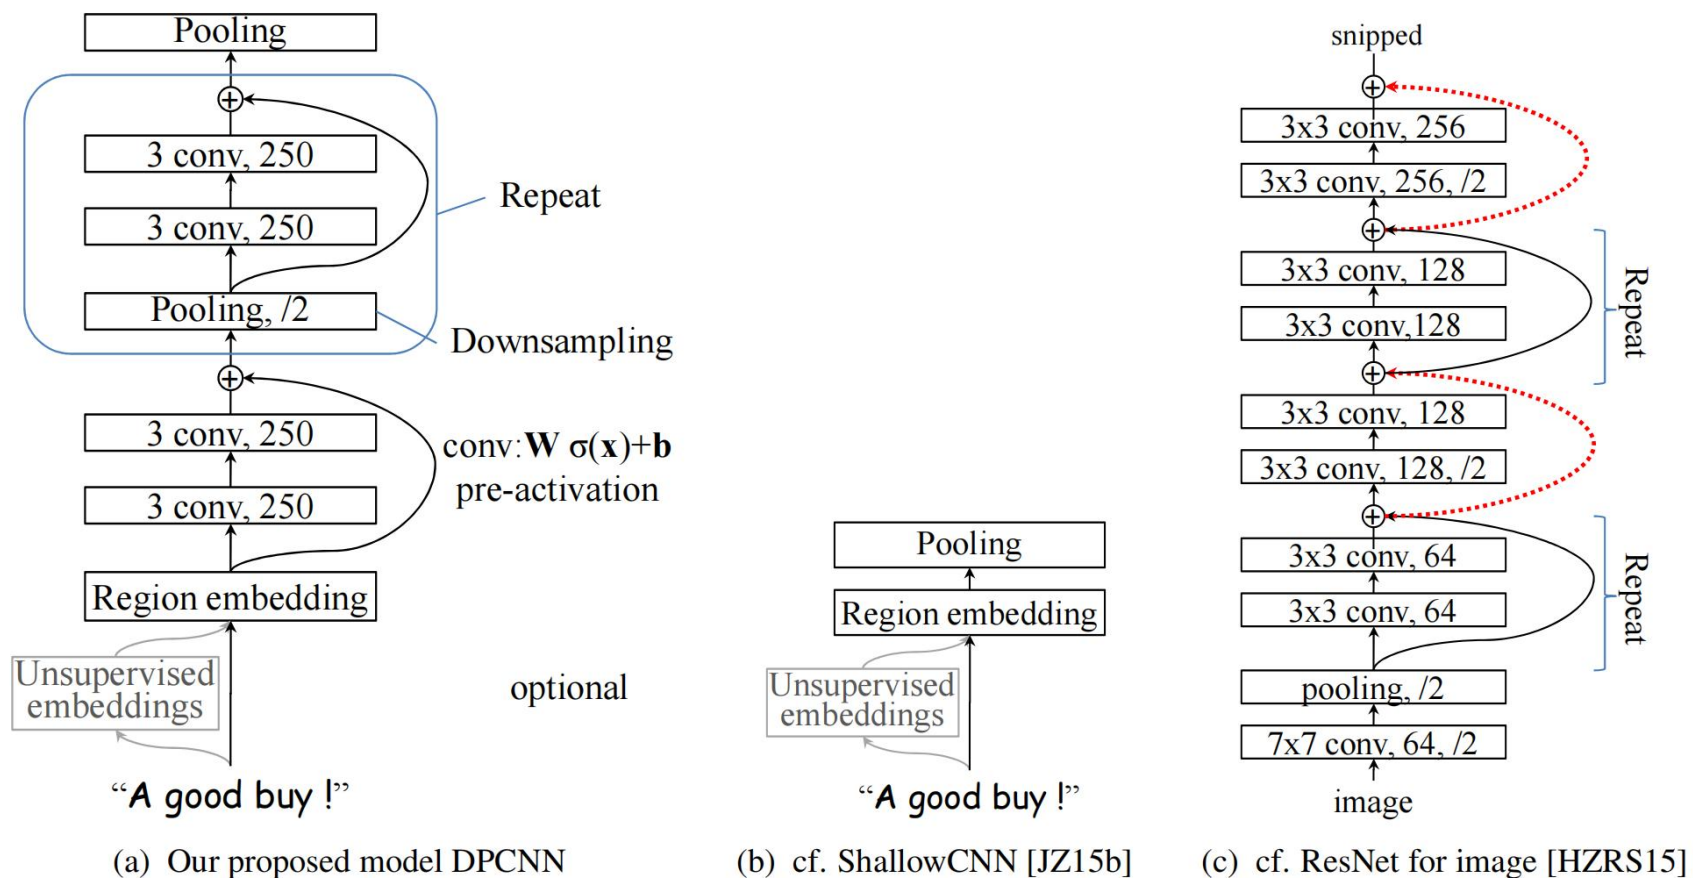 Pooling
3 conv, 250
3 conv, 250
Repeat
Pooling, /2
Downsampling
3 conv, 250
3 conv, 250
conv:W σ(x)+b
pre-activation
Region embedding
Unsupervised
embeddings
optional
“A good buy !”
(a) Our proposed model DPCNN
Pooling
Region embedding
Unsupervised
embeddings
“A good buy !”
(b) cf. ShallowCNN [JZ15b]
snipped
3x3 conv, 256
3x3 conv, 256, /2
3x3 conv, 128
3x3 conv,128
Repeat
3x3 conv, 128
3x3 conv, 128, /2
3x3 conv, 64
3x3 conv, 64
Repeat
pooling, /2
7x7 conv, 64, /2
image
(c) cf. ResNet for image [HZRS15]